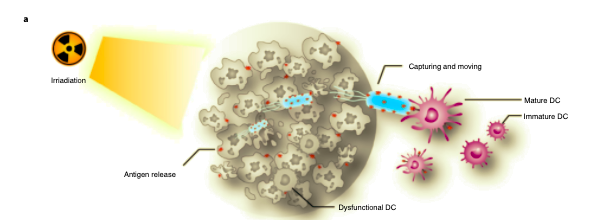 a
Irradiation
Capturing and moving
Mature DC
Immature DC
Antigen release
Dysfunctional DC